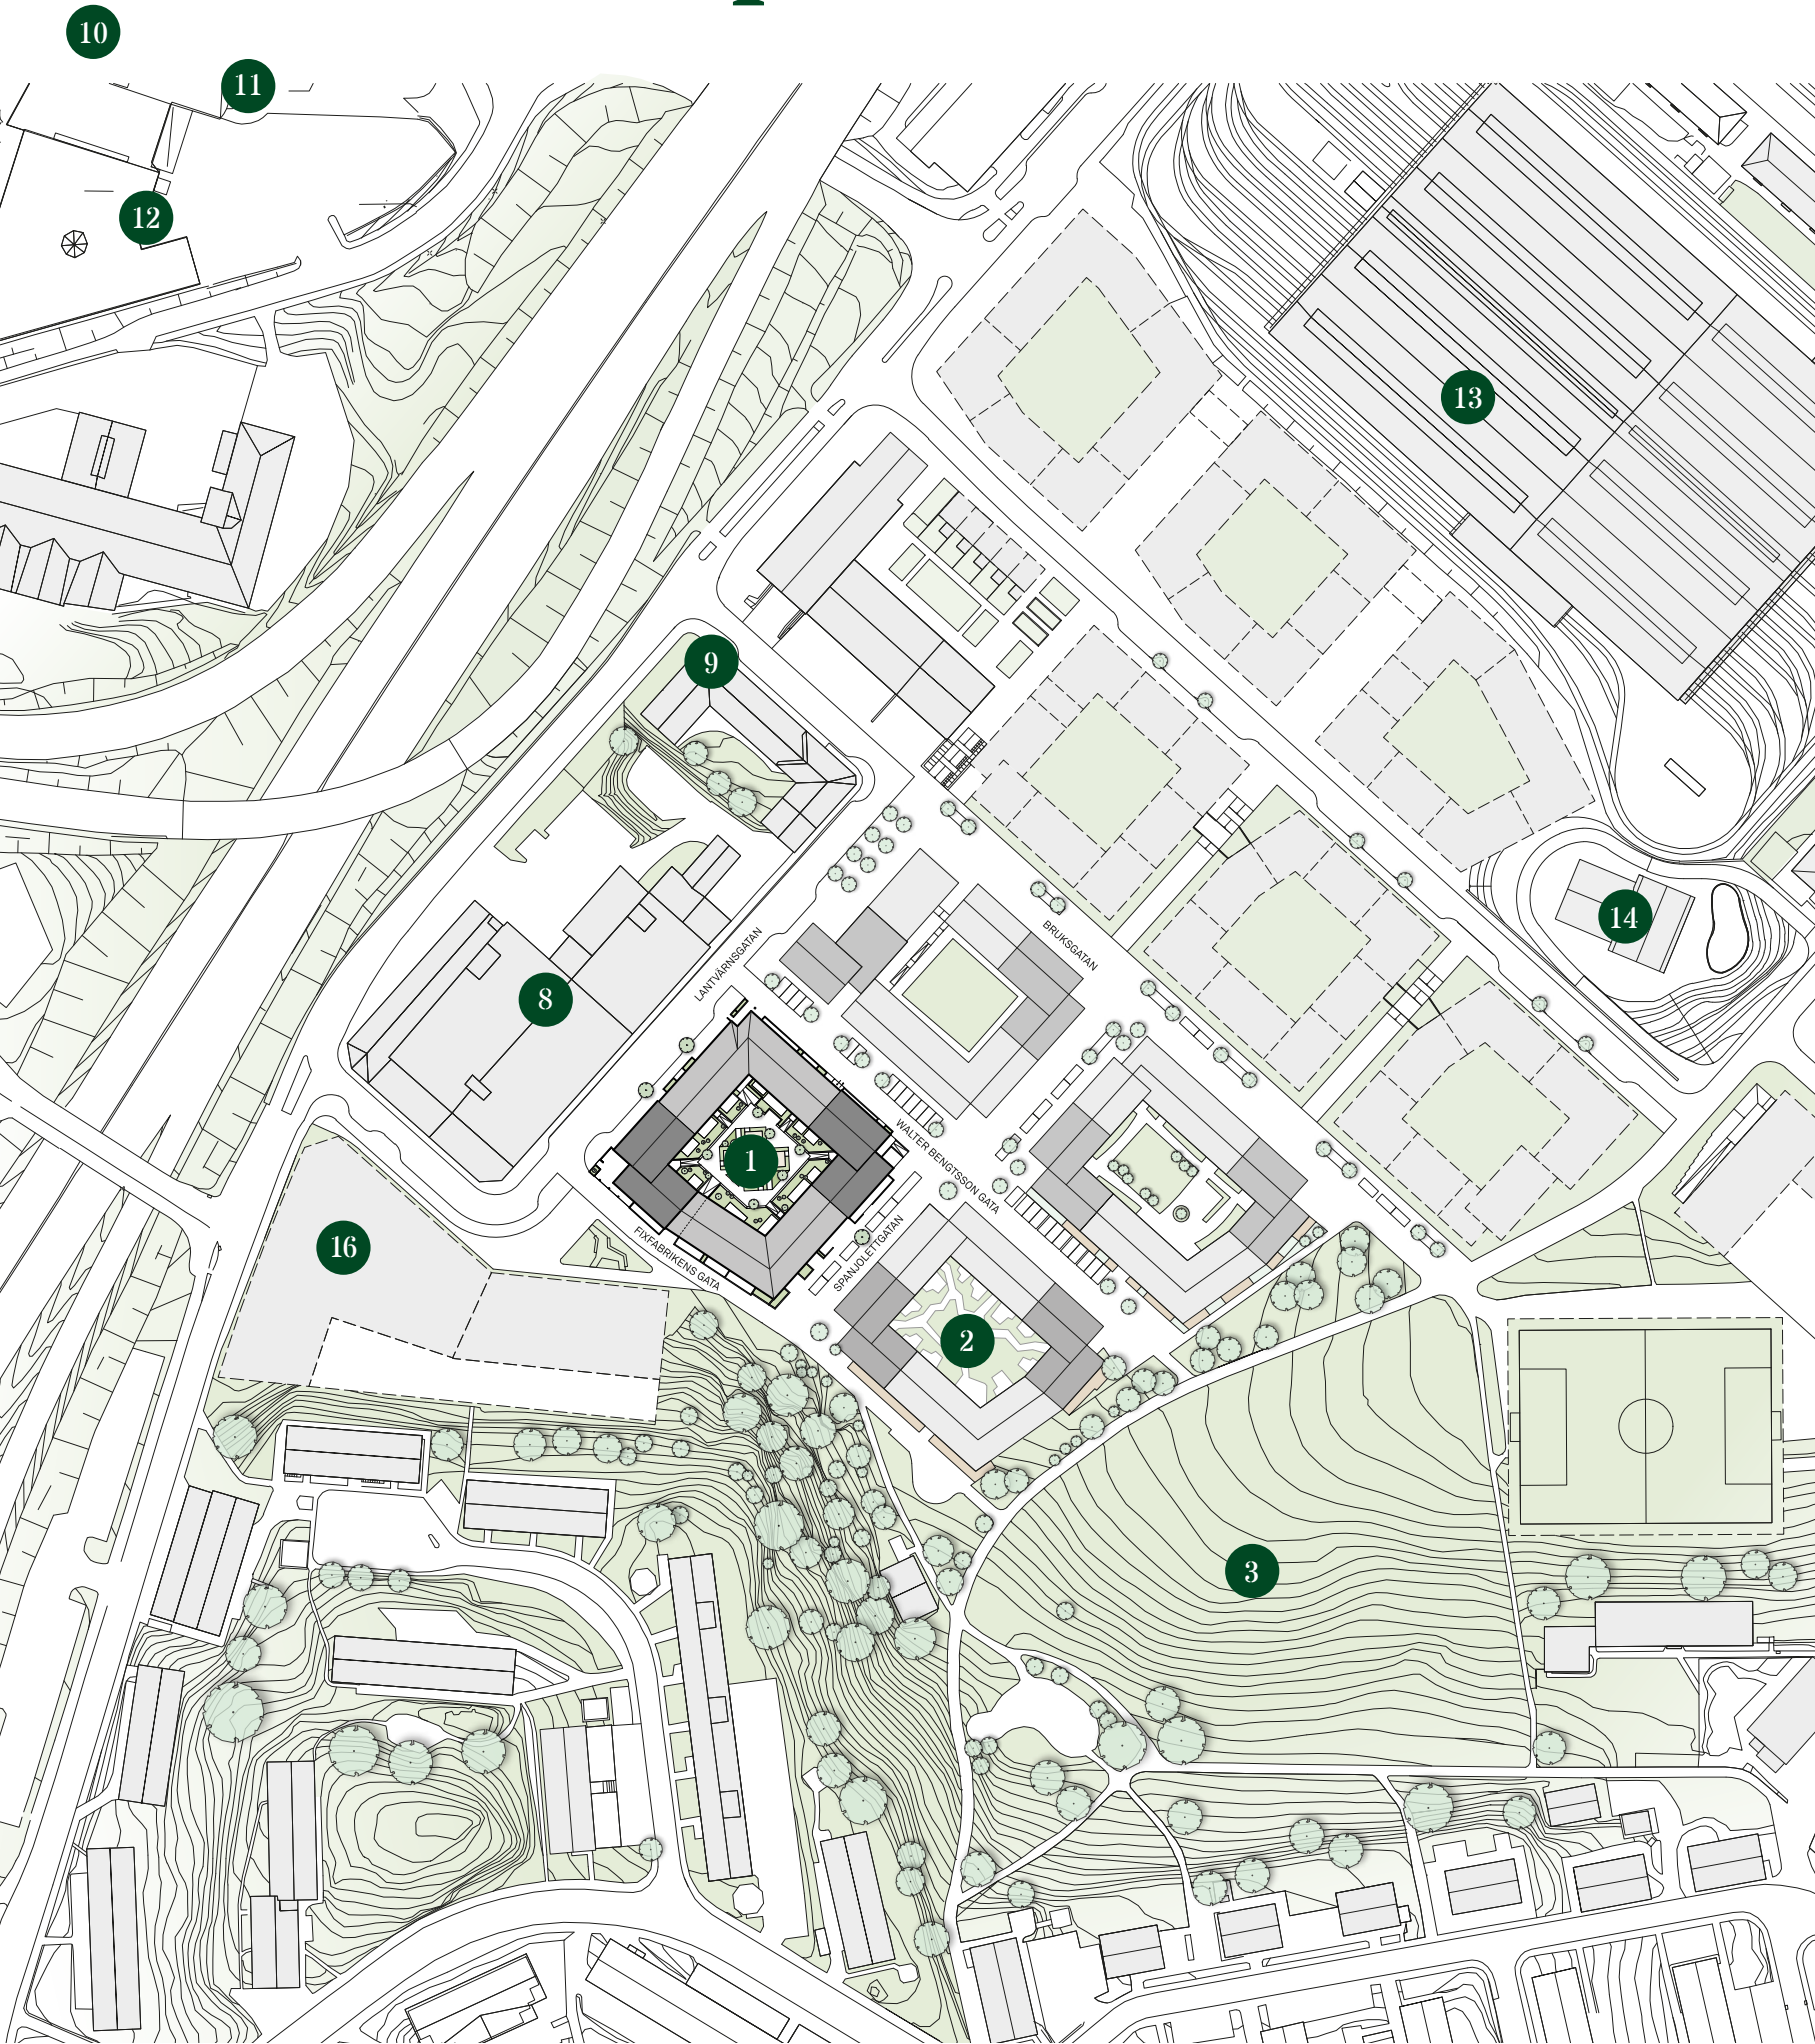 10
11
12
13
9
14
8
LANTVÄRNSGATAN
BRUKSGATAN
1
WALTER BENGTSSON GATA
16
FIXFABRIKENS GATA
SPANJOLETTGATAN
2
3